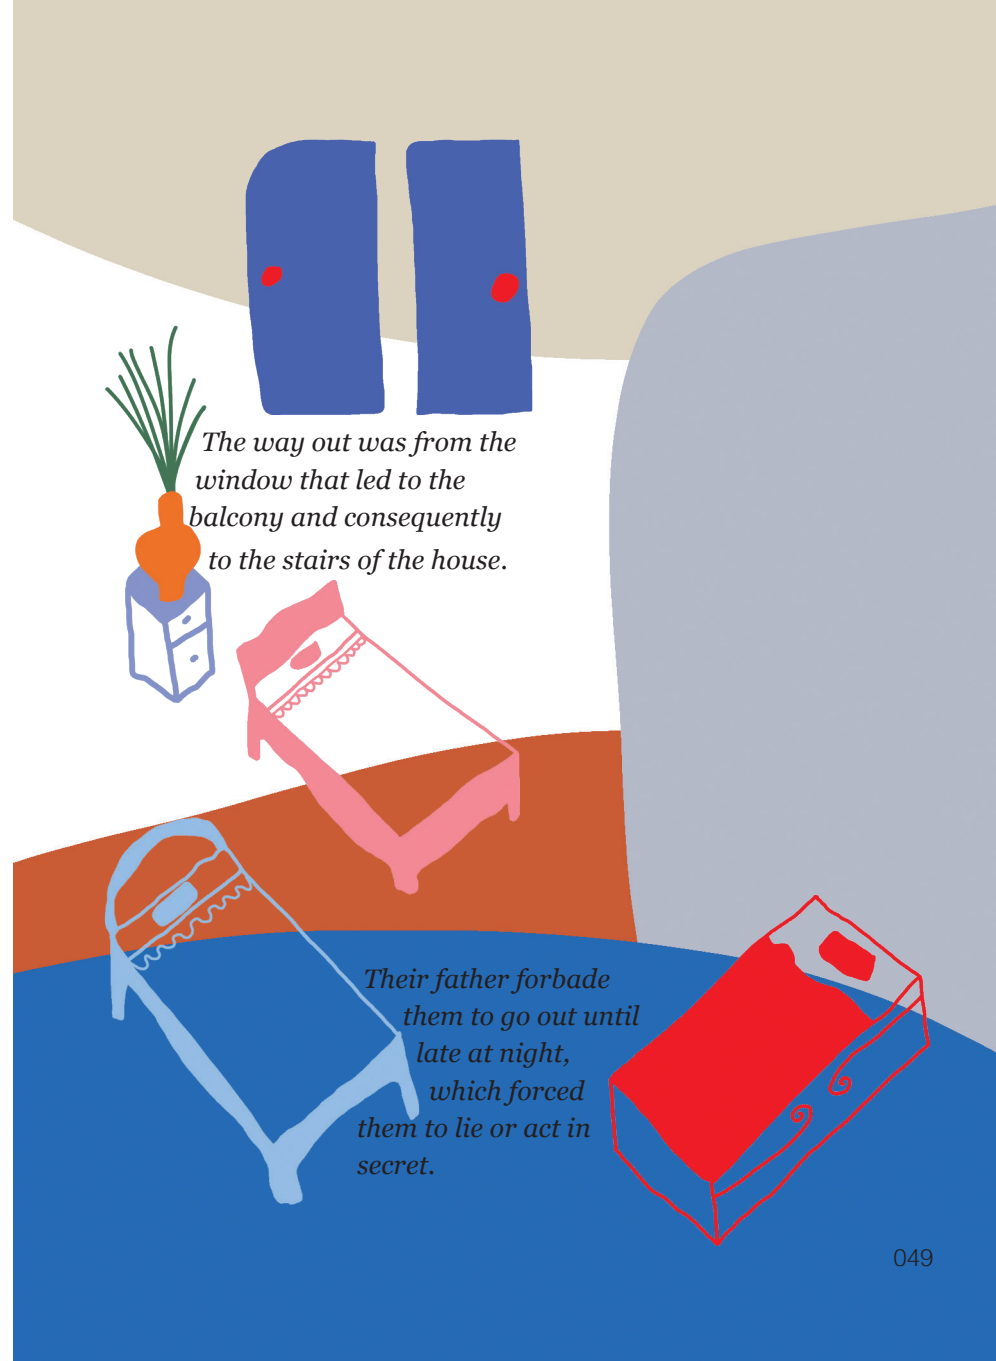 The way out was from the
window that led to the
balcony and consequently
to the stairs of the house.
Their father forbade
them to go out until
late at night,
which forced
them to lie or act in
secret.
049